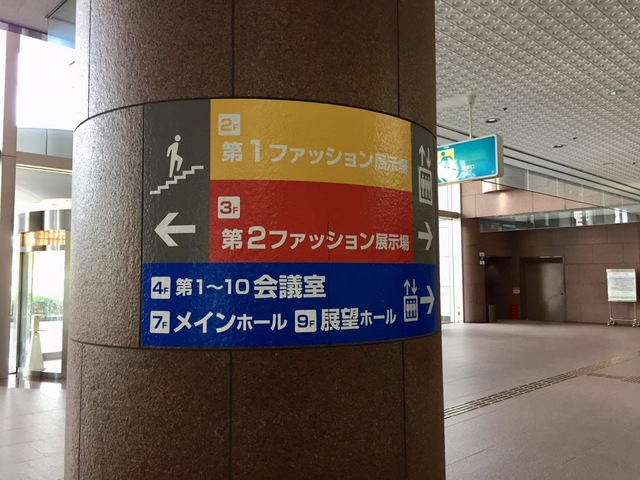 2F
第1ファッション展示場
3F
第2ファッション展示場
4F 第1〜10会議室
7F メインホール 9F 展望ホール